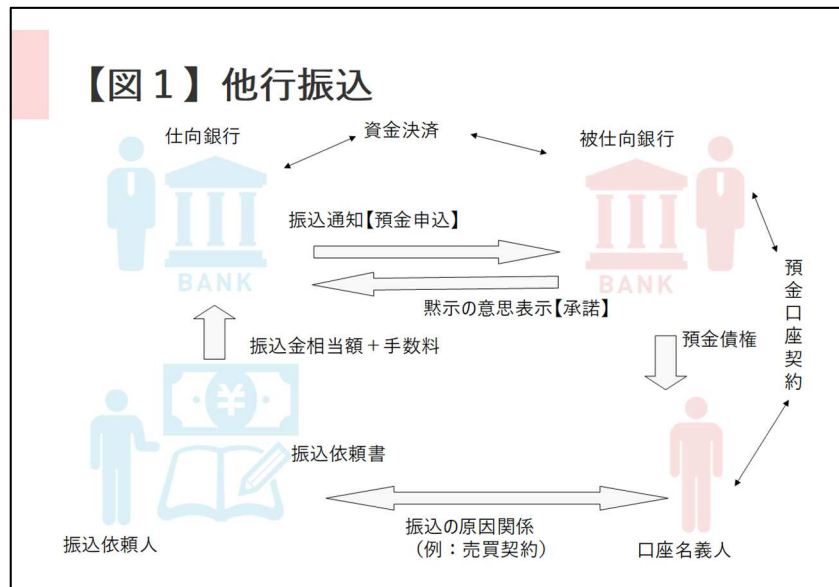 【図１】他行振込
仕向銀行
資金決済
被仕向銀行
振込通知【預金申込】
BANK
BANK
黙示の意思表示【承諾】
預金口座契約
振込金相当額＋手数料
預金債権
¥
振込依頼書
振込の原因関係
（例：売買契約）
振込依頼人
口座名義人